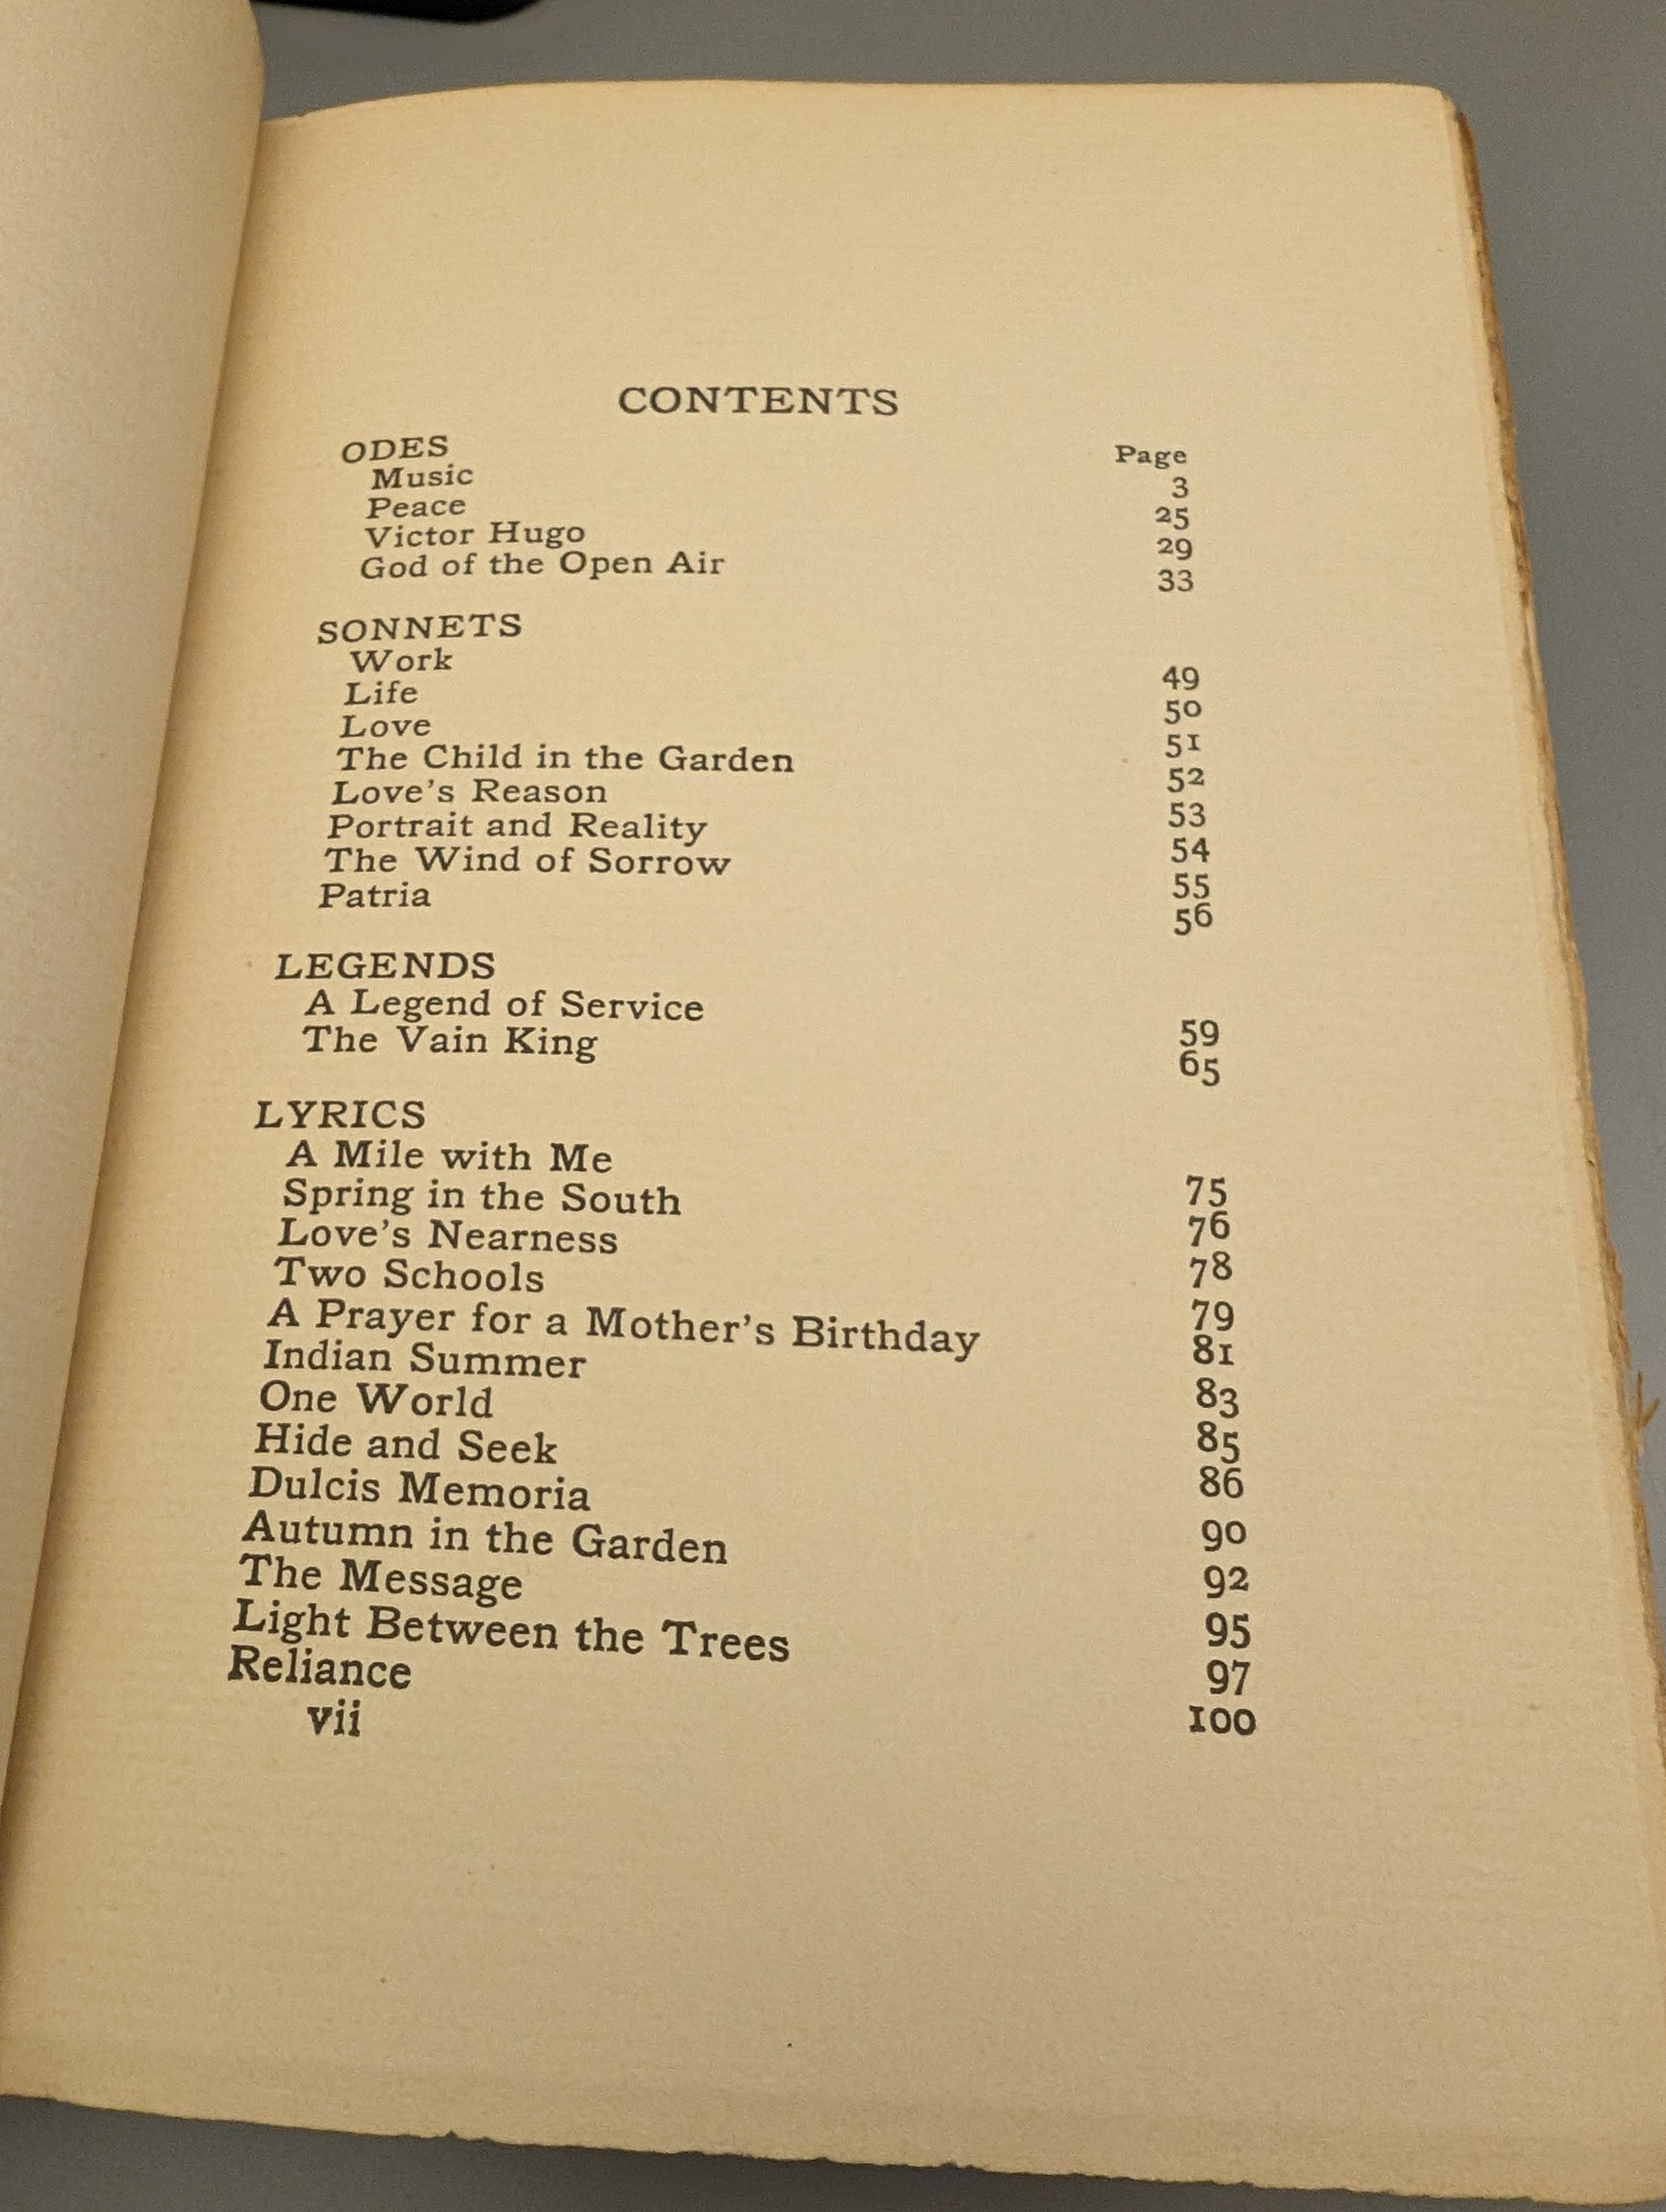 CONTENTS
ODES Page
Music 3
Peace 25
Victor Hugo 29
God of the Open Air 33
SONNETS
Work 49
Life 50
Love 51
The Child in the Garden 52
Love's Reason 53
Portrait and Reality 54
The Wind of Sorrow 55
Patria 56
LEGENDS
A Legend of Service 59
The Vain King 65
LYRICS
A Mile with Me 75
Spring in the South 76
Love's Nearness 78
Two Schools 79
A Prayer for a Mother's Birthday 81
Indian Summer 83
One World 85
Hide and Seek 86
Dulcis Memoria 90
Autumn in the Garden 92
The Message 95
Light Between the Trees 97
Reliance 100
vii